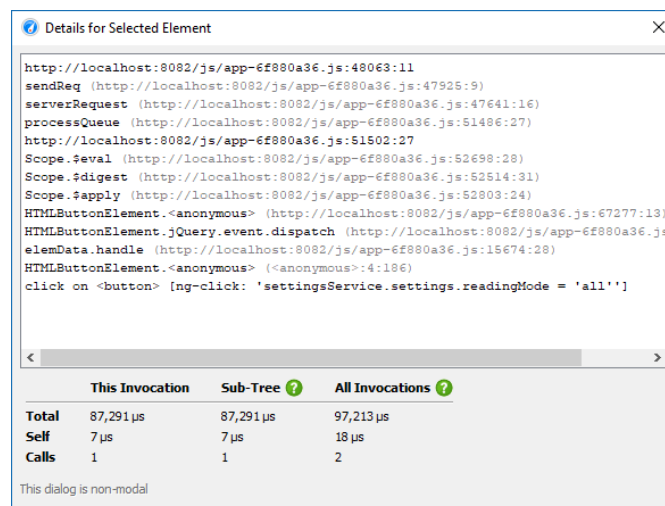 Details for Selected Element
http://localhost:8082/js/app-6f880a36.js:48063:11
sendReq (http://localhost:8082/js/app-6f880a36.js:47925:9)
serverRequest (http://localhost:8082/js/app-6f880a36.js:47641:16)
processQueue (http://localhost:8082/js/app-6f880a36.js:51486:27)
http://localhost:8082/js/app-6f880a36.js:51502:27
Scope.$eval (http://localhost:8082/js/app-6f880a36.js:52698:28)
Scope.$digest (http://localhost:8082/js/app-6f880a36.js:52514:31)
Scope.$apply (http://localhost:8082/js/app-6f880a36.js:52803:24)
HTMLButtonElement.<anonymous> (http://localhost:8082/js/app-6f880a36.js:67277:13)
HTMLButtonElement.jQuery.event.dispatch (http://localhost:8082/js/app-6f880a36.js
elemData.handle (http://localhost:8082/js/app-6f880a36.js:15674:28)
HTMLButtonElement.<anonymous> (<anonymous>:4:186)
click on <button> [ng-click: 'settingsService.settings.readingMode = 'all'']
This Invocation Sub-Tree ? All Invocations ?
Total 87,291 µs 87,291 µs 97,213 µs
Self 7 µs 7 µs 18 µs
Calls 1 1 2
This dialog is non-modal